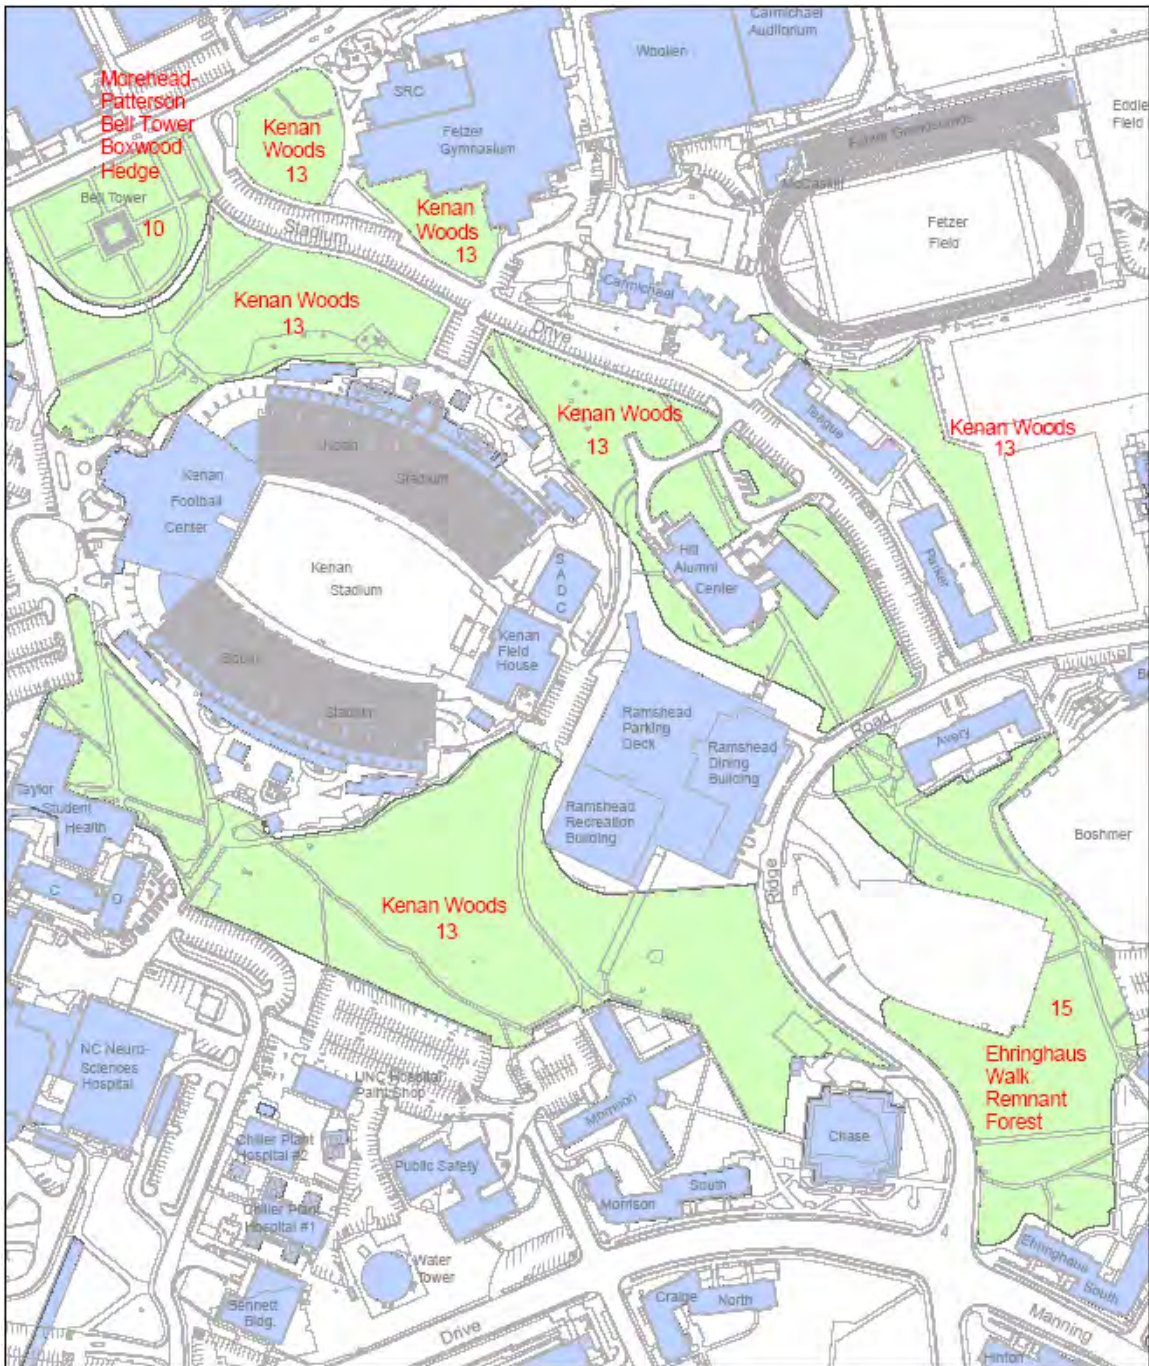 Carmichael
Auditorium
Woollen
Morehead-
Patterson
Bell Tower
Boxwood
Hedge
SRC
Fetzer
Gymnasium
Kenan
Woods
13
Eddie
Field
Fetzer Grandstands
McCaskill
Bell Tower
10
Kenan
Woods
13
Stadium
Fetzer
Field
Kenan Woods
13
Carmichael
Drive
Kenan Woods
13
Teague
Kenan Woods
13
North
Stadium
Kenan
Football
Center
Parker
Hill
Alumni
Center
S
A
D
C
Kenan
Stadium
Kenan
Field
House
South
Stadium
Ramshead
Parking
Deck
Road
Avery
Ramshead
Dining
Building
Taylor
Student
Health
Ramshead
Recreation
Building
Boshmer
C
D
Kenan Woods
13
Ridge
15
Ehringhaus
Walk
Remnant
Forest
NC Neuro-
Sciences
Hospital
UNC Hospital
Paint Shop
Morrison
Chase
Chiller Plant
Hospital #2
Public Safety
South
Morrison
Chiller Plant
Hospital #1
Water
Tower
Ehringhaus
South
Bennett
Bldg.
Craige
North
Drive
Manning
Hinton